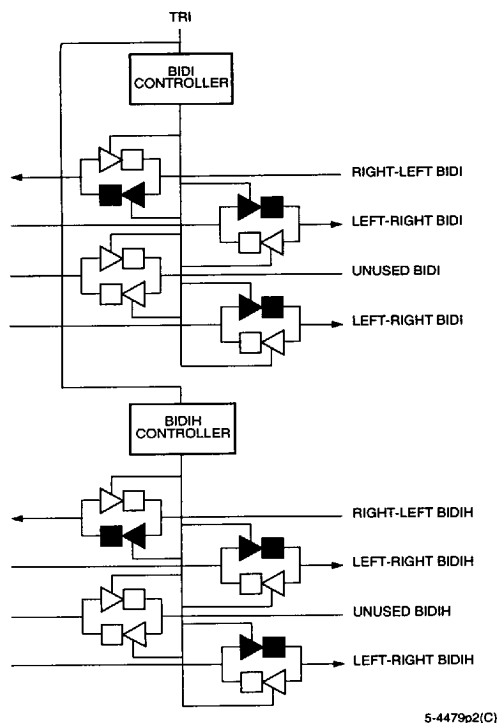 TRI
BIDI
CONTROLLER
RIGHT-LEFT BIDI
LEFT-RIGHT BIDI
UNUSED BIDI
LEFT-RIGHT BIDI
BIDIH
CONTROLLER
RIGHT-LEFT BIDIH
LEFT-RIGHT BIDIH
UNUSED BIDIH
LEFT-RIGHT BIDIH
5-4479p2(C)